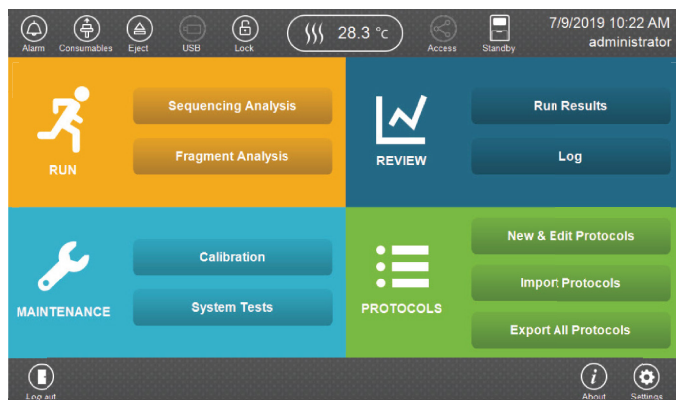 7/9/2019 10:22 AM
28.3 °c
administrator
Alarm Consumables Eject USB Lock Access Standby
Sequencing Analysis
Fragment Analysis
RUN
Run Results
Log
REVIEW
Calibration
System Tests
MAINTENANCE
New & Edit Protocols
Import Protocols
Export All Protocols
PROTOCOLS
Log out About Settings